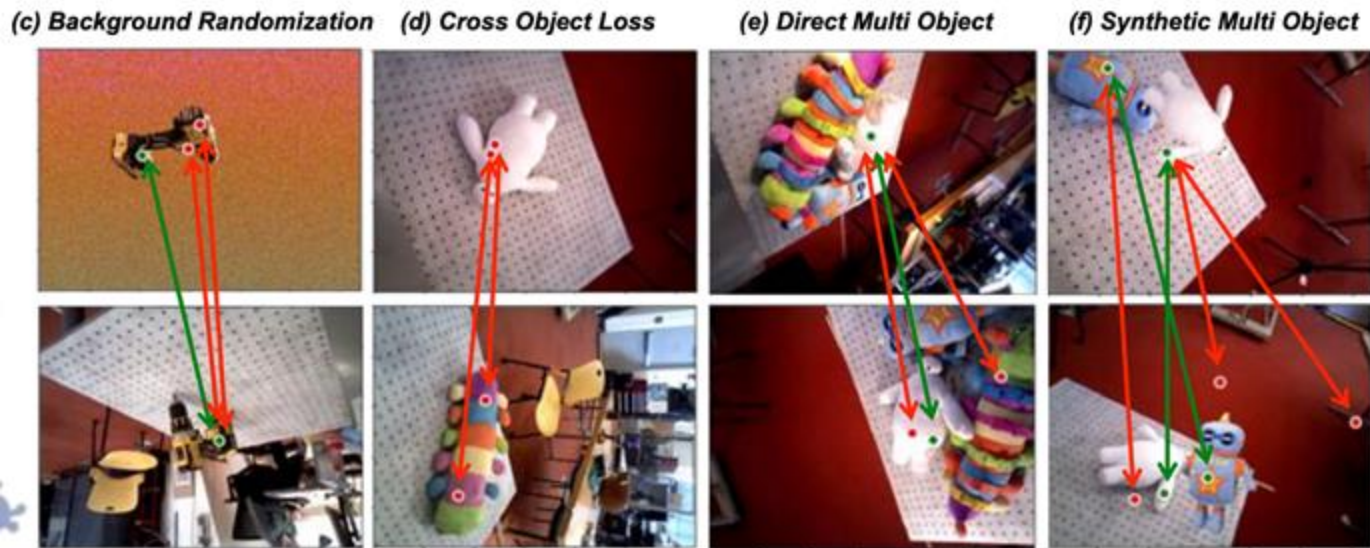 (c) Background Randomization (d) Cross Object Loss (e) Direct Multi Object (f) Synthetic Multi Object